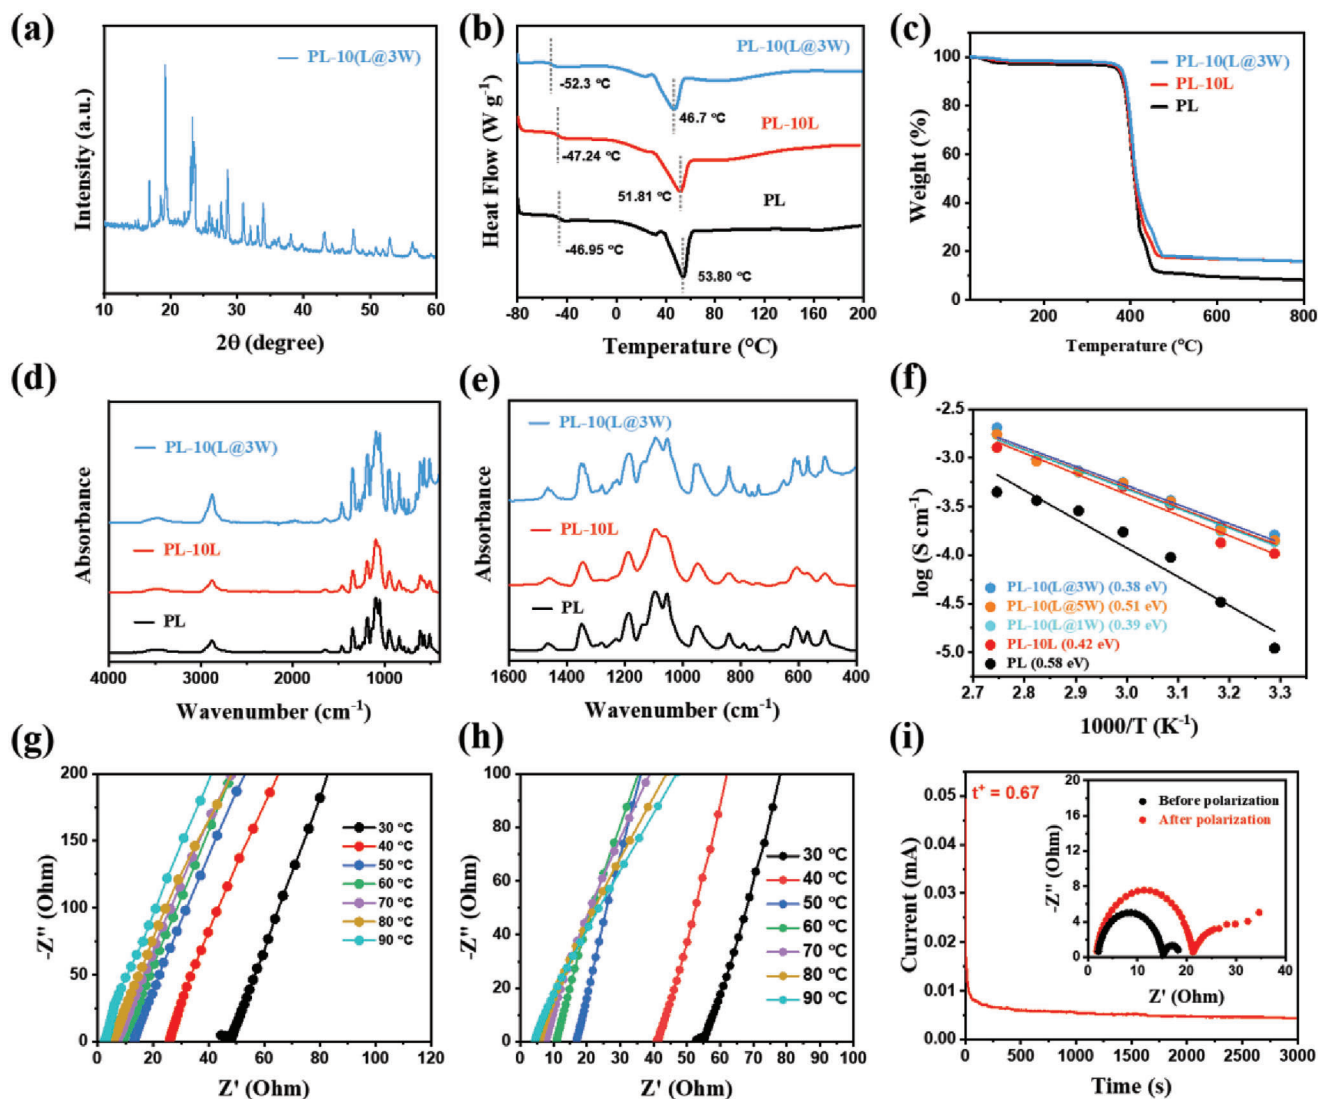 (a)
PL-10(L@3W)
Intensity (a.u.)
10 20 30 40 50 60
2θ (degree)
(b)
PL-10(L@3W)
-52.3 °C
46.7 °C
PL-10L
-47.24 °C
51.81 °C
PL
-46.95 °C
53.80 °C
Heat Flow (W g-1)
-80 -40 0 40 80 120 160 200
Temperature (°C)
(c)
PL-10(L@3W)
PL-10L
PL
Weight (%)
100
80
60
40
20
0
200 400 600 800
Temperature (°C)
(d)
PL-10(L@3W)
PL-10L
PL
Absorbance
4000 3000 2000 1000
Wavenumber (cm-1)
(e)
PL-10(L@3W)
PL-10L
PL
Absorbance
1600 1400 1200 1000 800 600 400
Wavenumber (cm-1)
(f)
log (S cm-1)
-2.5
-3.0
-3.5
-4.0
-4.5
-5.0
PL-10(L@3W) (0.38 eV)
PL-10(L@5W) (0.51 eV)
PL-10(L@1W) (0.39 eV)
PL-10L (0.42 eV)
PL (0.58 eV)
2.7 2.8 2.9 3.0 3.1 3.2 3.3
1000/T (K-1)
(g)
-Z" (Ohm)
200
150
100
50
0
30 °C
40 °C
50 °C
60 °C
70 °C
80 °C
90 °C
0 20 40 60 80 100 120
Z' (Ohm)
(h)
-Z" (Ohm)
100
80
60
40
20
0
30 °C
40 °C
50 °C
60 °C
70 °C
80 °C
90 °C
0 10 20 30 40 50 60 70 80 90 100
Z' (Ohm)
(i)
t+ = 0.67
Current (mA)
0.05
0.04
0.03
0.02
0.01
0.00
0 500 1000 1500 2000 2500 3000
Time (s)
Before polarization
After polarization
-Z" (Ohm)
20
16
12
8
4
0
0 10 20 30 40
Z' (Ohm)